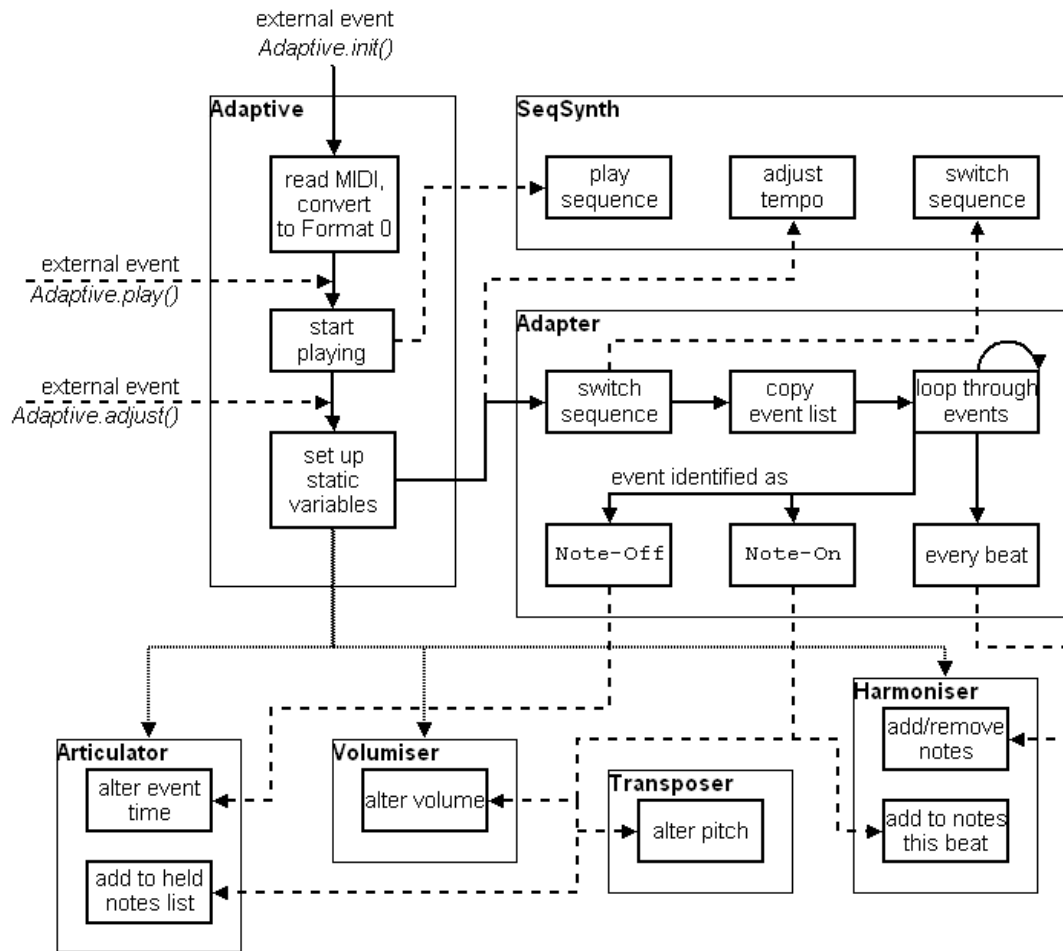 external event
Adaptive.init()
Adaptive
read MIDI,
convert
to Format 0
external event
Adaptive.play()
start
playing
external event
Adaptive.adjust()
set up
static
variables
SeqSynth
play
sequence
adjust
tempo
switch
sequence
Adapter
switch
sequence
copy
event list
loop through
events
event identified as
Note-Off
Note-On
every beat
Articulator
alter event
time
add to held
notes list
Volumiser
alter volume
Transposer
alter pitch
Harmoniser
add/remove
notes
add to notes
this beat